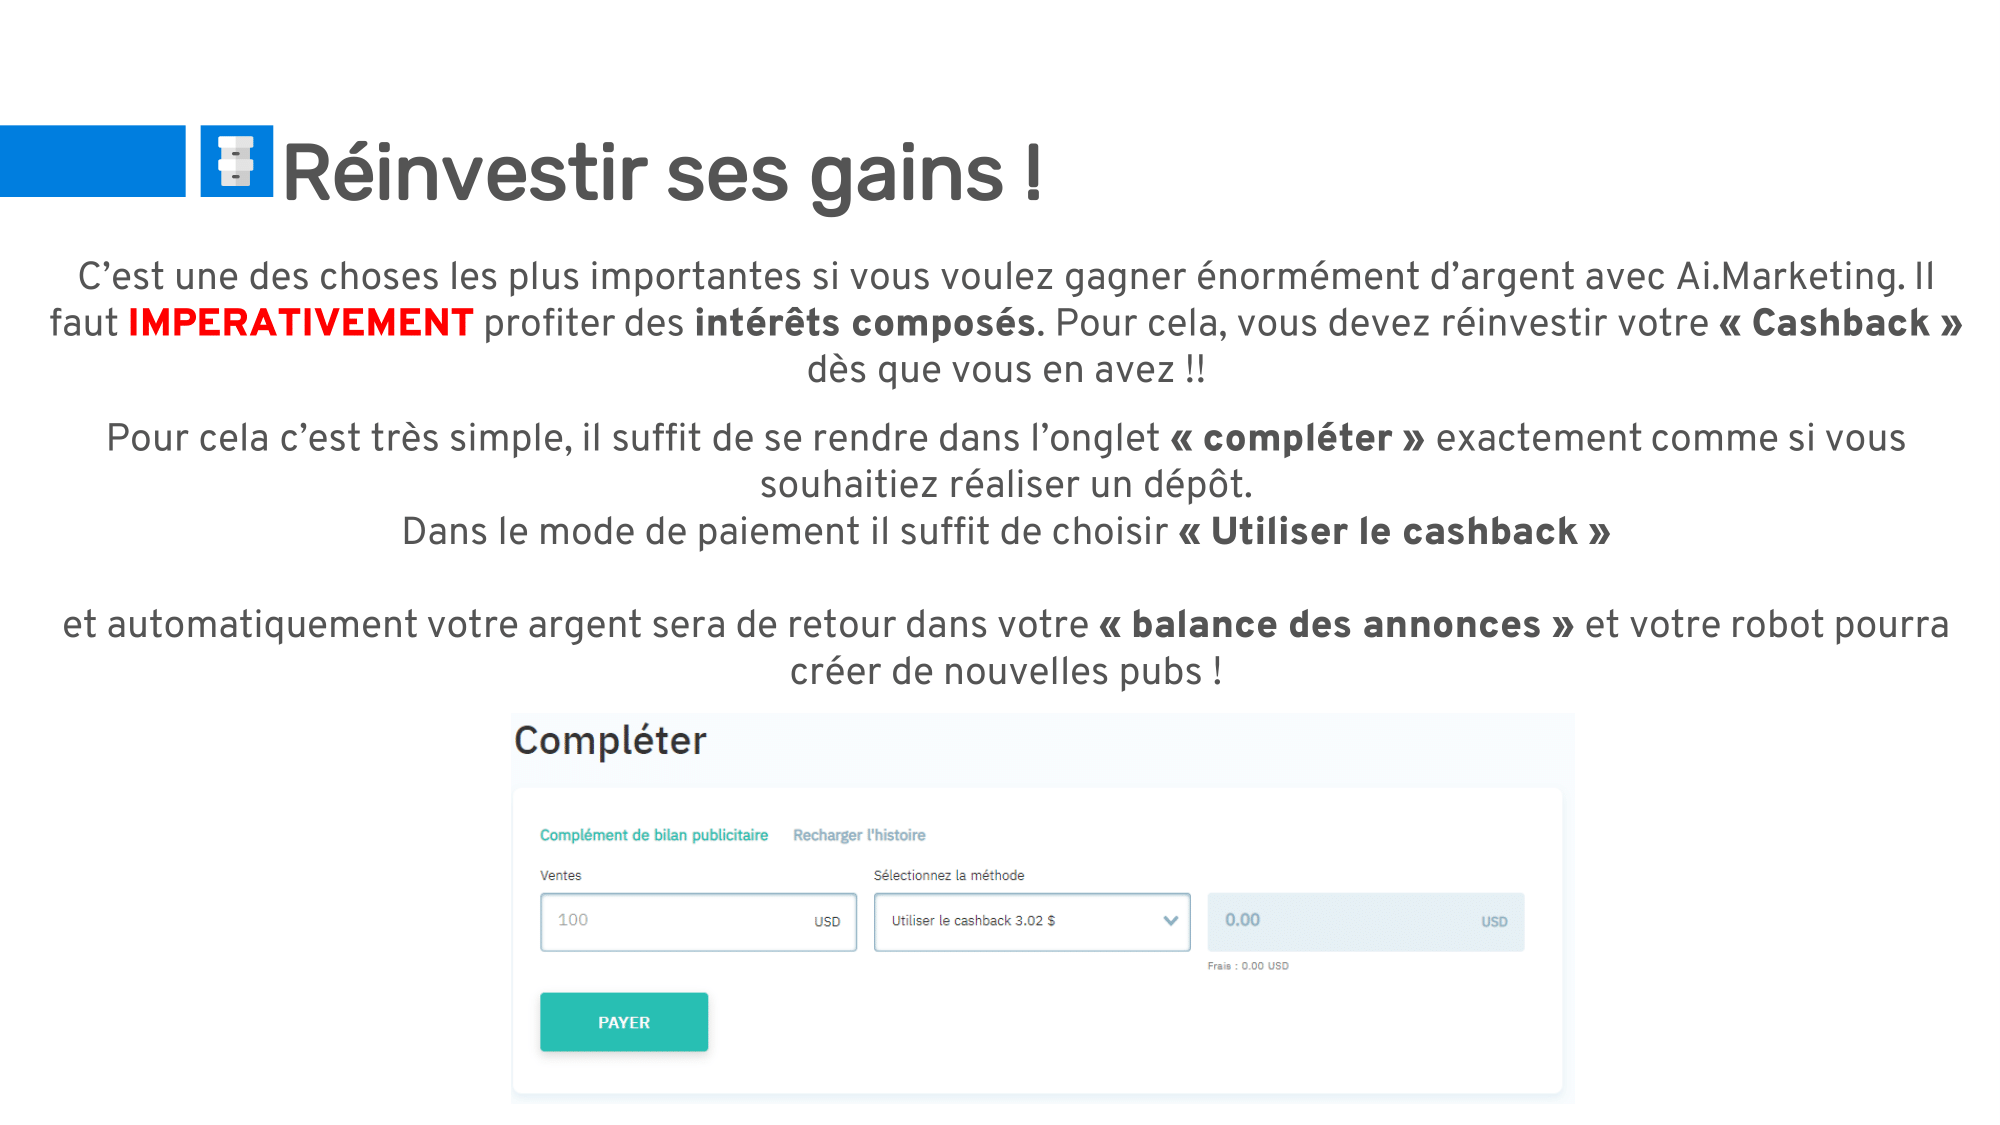 Réinvestir ses gains !
C’est une des choses les plus importantes si vous voulez gagner énormément d’argent avec Ai.Marketing. Il
faut IMPERATIVEMENT profiter des intérêts composés. Pour cela, vous devez réinvestir votre « Cashback »
dès que vous en avez !!
Pour cela c’est très simple, il suffit de se rendre dans l’onglet « compléter » exactement comme si vous
souhaitiez réaliser un dépôt.
Dans le mode de paiement il suffit de choisir « Utiliser le cashback »
et automatiquement votre argent sera de retour dans votre « balance des annonces » et votre robot pourra
créer de nouvelles pubs !
Compléter
Complément de bilan publicitaire Recharger l'histoire
Ventes Sélectionnez la méthode
100 USD Utiliser le cashback 3.02 $ 0.00 USD
Frais : 0.00 USD
PAYER